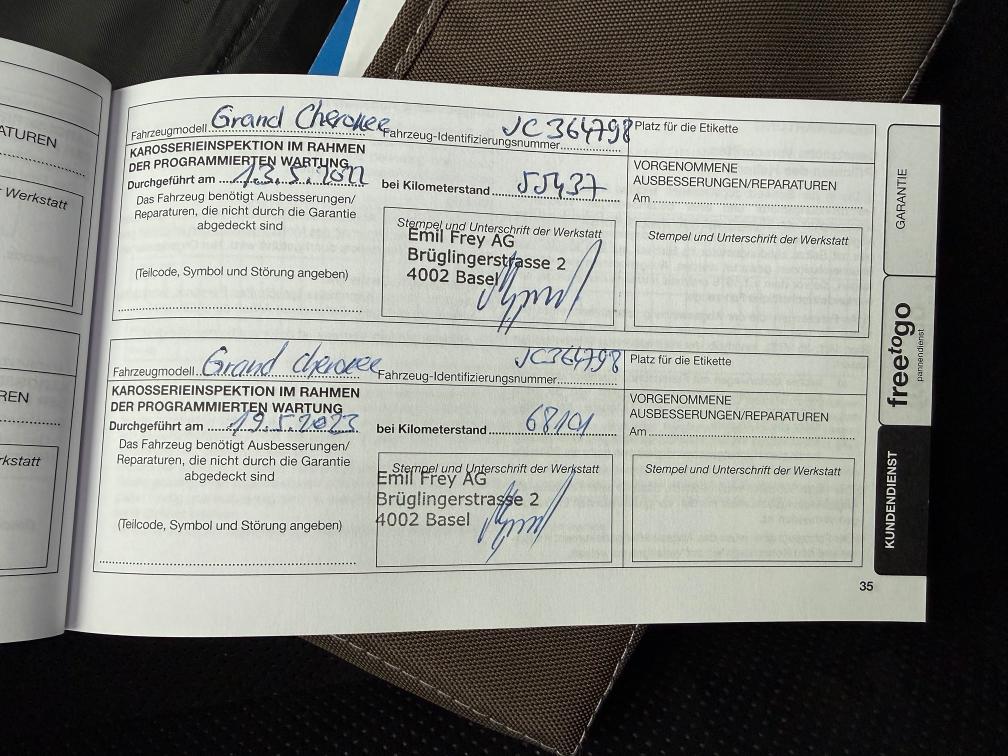 ATUREN
r Werkstatt
REN
rkstatt
Fahrzeugmodell Grand Cherokee Fahrzeug-Identifizierungsnummer JC364798 Platz für die Etikette
KAROSSERIEINSPEKTION IM RAHMEN
DER PROGRAMMIERTEN WARTUNG
Durchgeführt am 13.5.2022 bei Kilometerstand 55437
VORGENOMMENE
AUSBESSERUNGEN/REPARATUREN
Am
Das Fahrzeug benötigt Ausbesserungen/
Reparaturen, die nicht durch die Garantie
abgedeckt sind
(Teilcode, Symbol und Störung angeben)
Stempel und Unterschrift der Werkstatt
Emil Frey AG
Brüglingerstrasse 2
4002 Basel
Stempel und Unterschrift der Werkstatt
Fahrzeugmodell Grand Cherokee Fahrzeug-Identifizierungsnummer JC364798 Platz für die Etikette
KAROSSERIEINSPEKTION IM RAHMEN
DER PROGRAMMIERTEN WARTUNG
Durchgeführt am 19.5.2023 bei Kilometerstand 68101
VORGENOMMENE
AUSBESSERUNGEN/REPARATUREN
Am
Das Fahrzeug benötigt Ausbesserungen/
Reparaturen, die nicht durch die Garantie
abgedeckt sind
(Teilcode, Symbol und Störung angeben)
Stempel und Unterschrift der Werkstatt
Emil Frey AG
Brüglingerstrasse 2
4002 Basel
Stempel und Unterschrift der Werkstatt
35
GARANTIE
freetogo
pannendienst
KUNDENDIENST